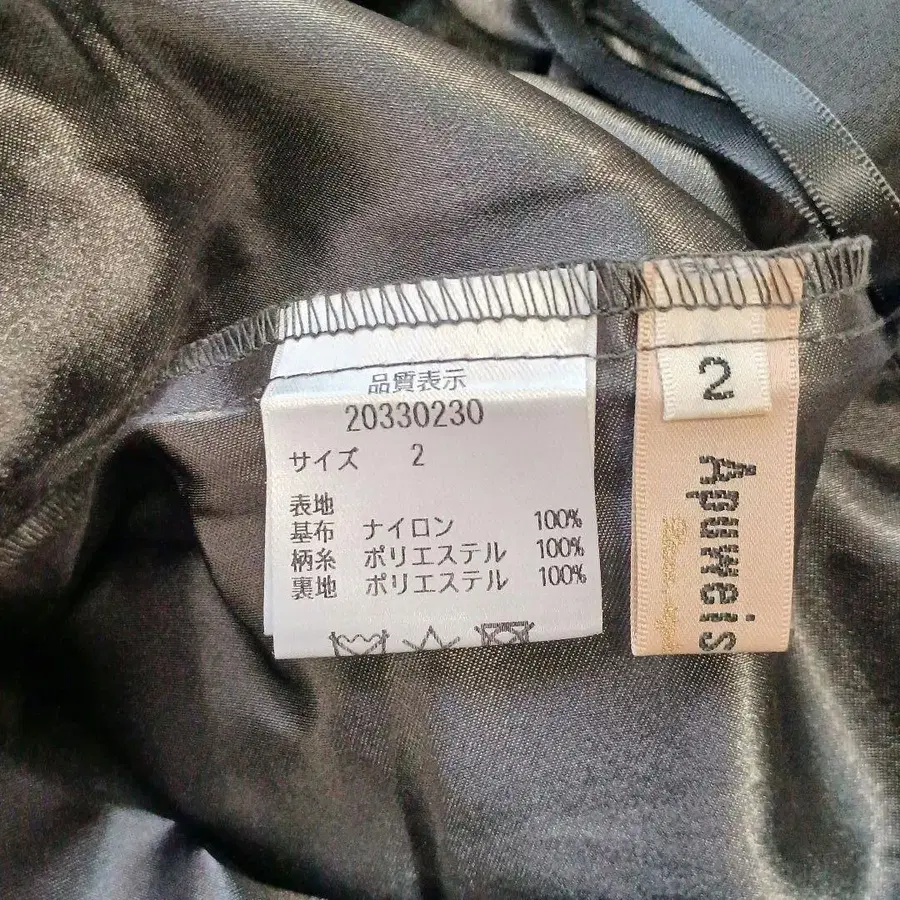 品質表示
20330230
サイズ 2
表地
基布 ナイロン 100%
柄糸 ポリエステル 100%
裏地 ポリエステル 100%
2
Apuweis